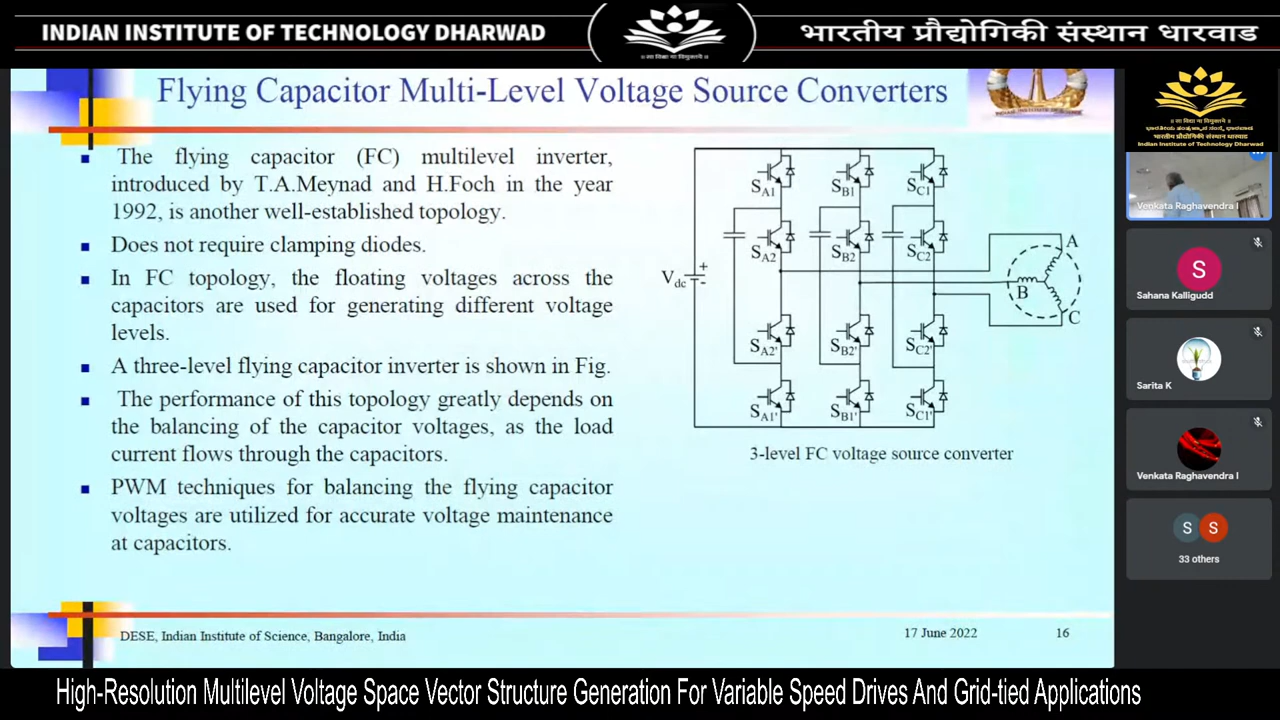 INDIAN INSTITUTE OF TECHNOLOGY DHARWAD
भारतीय प्रौद्योगिकी संस्थान धारवाड
Flying Capacitor Multi-Level Voltage Source Converters
The flying capacitor (FC) multilevel inverter,
introduced by T.A.Meynad and H.Foch in the year
1992, is another well-established topology.
Does not require clamping diodes.
In FC topology, the floating voltages across the
capacitors are used for generating different voltage
levels.
A three-level flying capacitor inverter is shown in Fig.
The performance of this topology greatly depends on
the balancing of the capacitor voltages, as the load
current flows through the capacitors.
PWM techniques for balancing the flying capacitor
voltages are utilized for accurate voltage maintenance
at capacitors.
SA1 SB1 SC1
SA2 SB2 SC2
A
Vdc + -
B
C
SA2' SB2' SC2'
SA1' SB1' SC1'
3-level FC voltage source converter
DESE, Indian Institute of Science, Bangalore, India
17 June 2022
16
Indian Institute of Technology Dharwad
Venkata Raghavendra I
S
Sahana Kalligudd
Sarita K
Venkata Raghavendra I
S S
33 others
High-Resolution Multilevel Voltage Space Vector Structure Generation For Variable Speed Drives And Grid-tied Applications